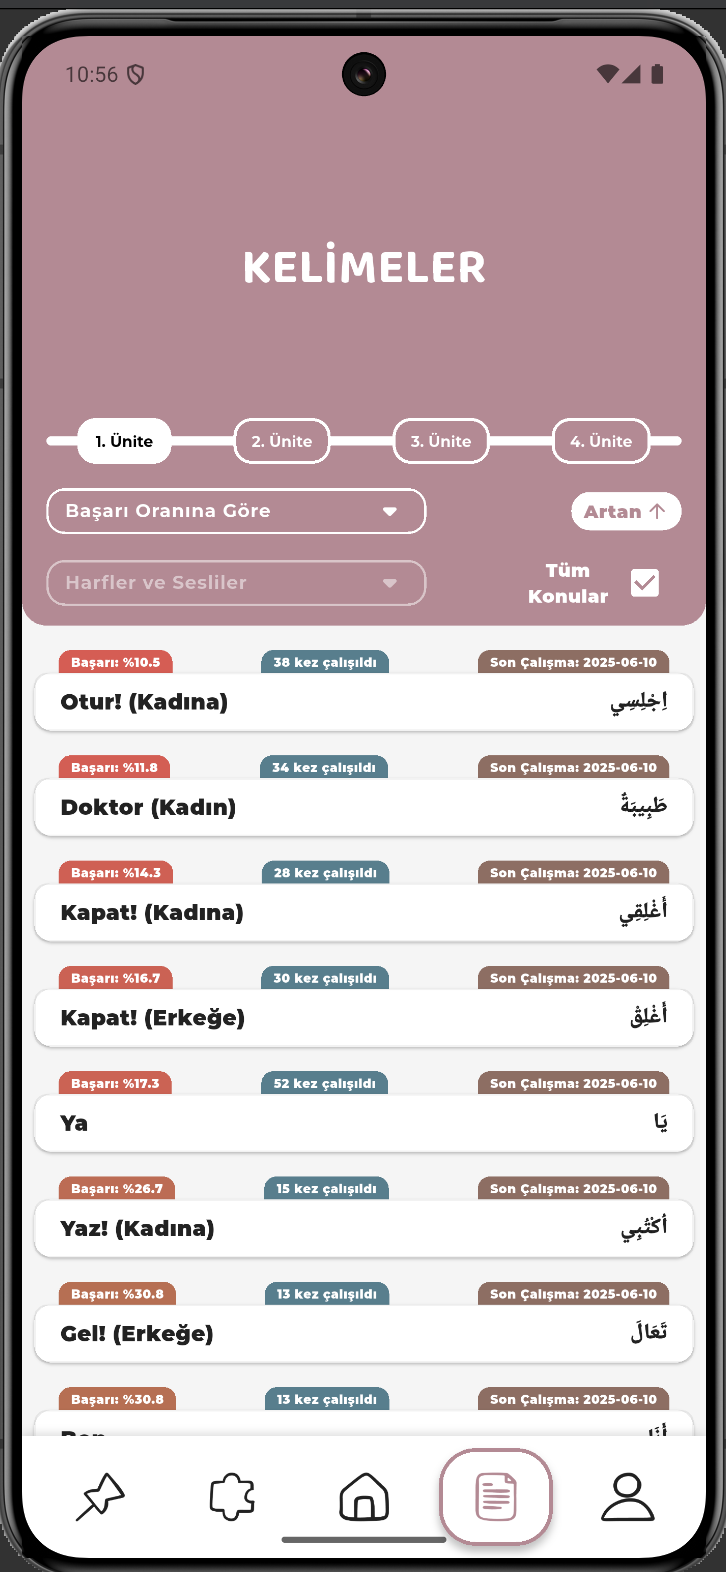 10:56
KELİMELER
1. Ünite 2. Ünite 3. Ünite 4. Ünite
Başarı Oranına Göre Artan ↑
Harfler ve Sesliler Tüm Konular
Başarı: %10.5 38 kez çalışıldı Son Çalışma: 2025-06-10
Otur! (Kadına) اِجْلِسِي
Başarı: %11.8 34 kez çalışıldı Son Çalışma: 2025-06-10
Doktor (Kadın) طَبِيبَةٌ
Başarı: %14.3 28 kez çalışıldı Son Çalışma: 2025-06-10
Kapat! (Kadına) أَغْلِقِي
Başarı: %16.7 30 kez çalışıldı Son Çalışma: 2025-06-10
Kapat! (Erkeğe) أَغْلِقْ
Başarı: %17.3 52 kez çalışıldı Son Çalışma: 2025-06-10
Ya يَا
Başarı: %26.7 15 kez çalışıldı Son Çalışma: 2025-06-10
Yaz! (Kadına) أكْتُبِي
Başarı: %30.8 13 kez çalışıldı Son Çalışma: 2025-06-10
Gel! (Erkeğe) تَعَالَ
Başarı: %30.8 13 kez çalışıldı Son Çalışma: 2025-06-10